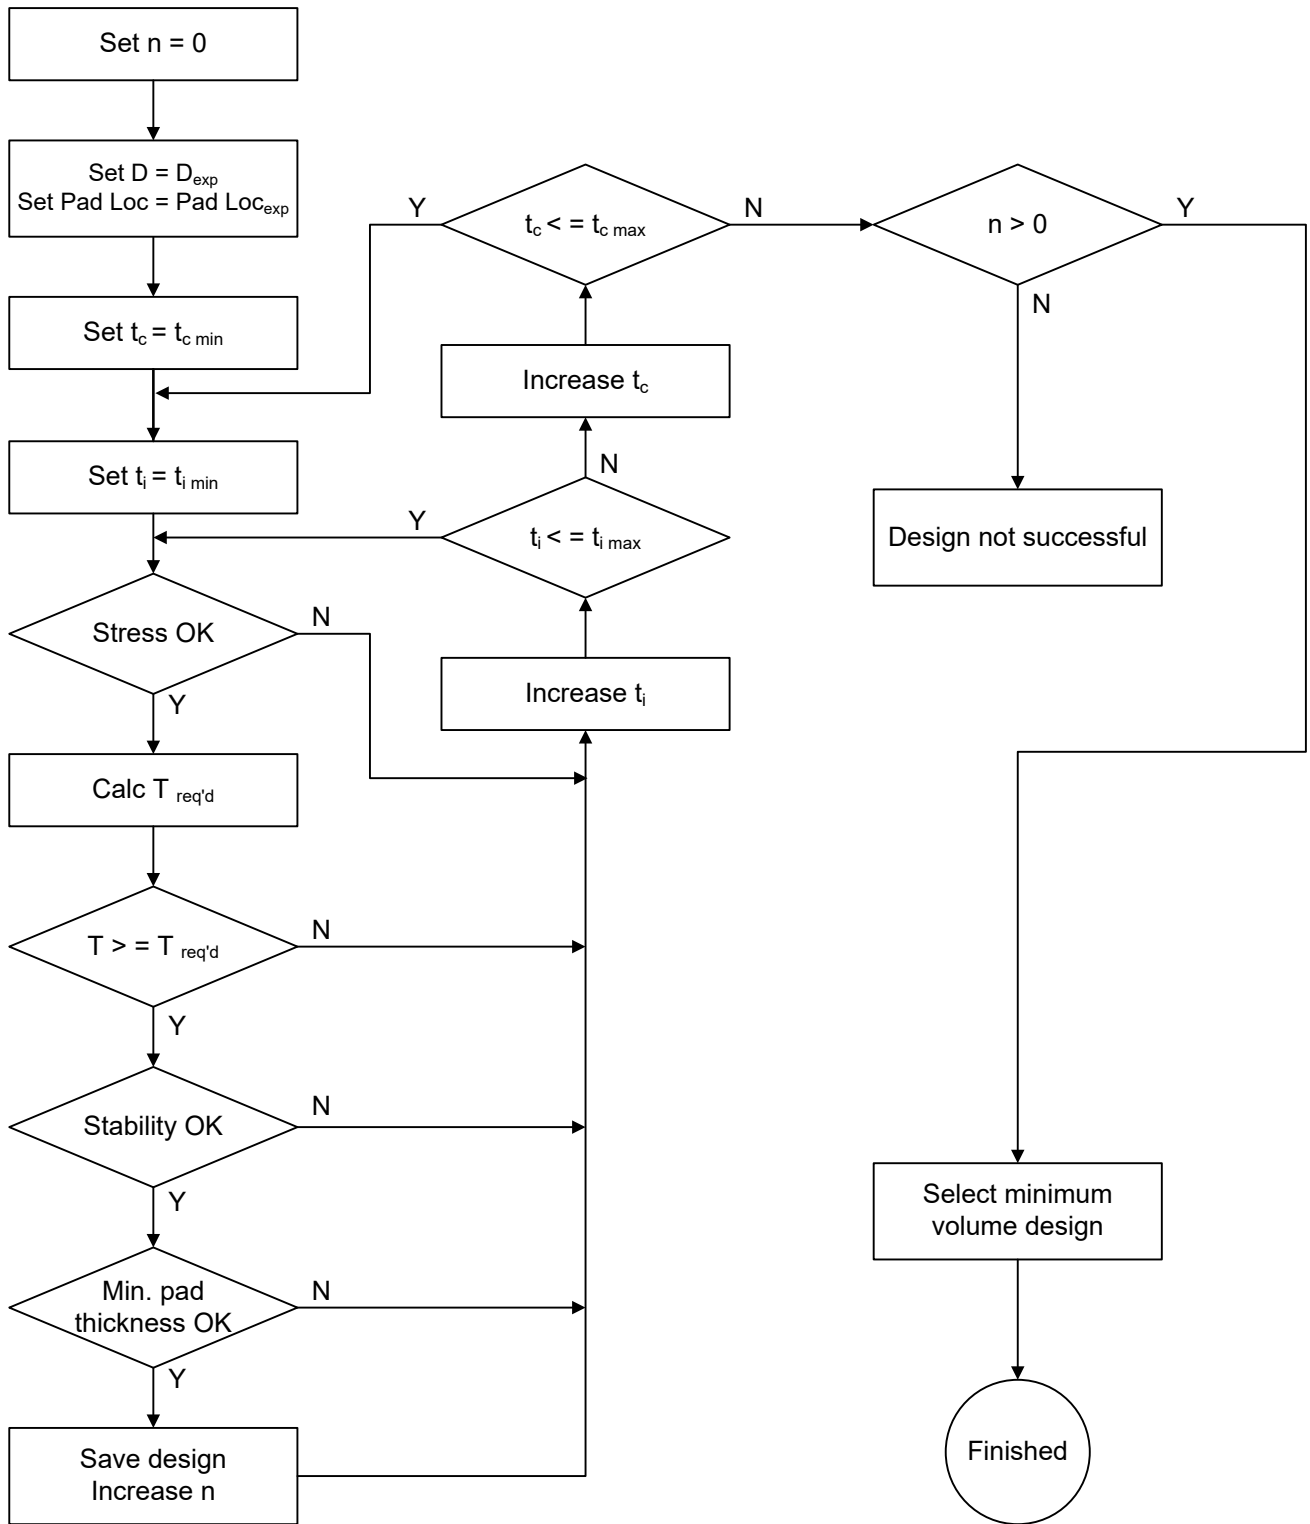 Set n = 0
Set D = D_exp
Set Pad Loc = Pad Loc_exp
Set t_c = t_c min
Set t_i = t_i min
Stress OK
N
Y
Calc T req'd
T > = T req'd
N
Y
Stability OK
N
Y
Min. pad
thickness OK
N
Y
Save design
Increase n
Increase t_i
t_i < = t_i max
Y
N
Increase t_c
t_c < = t_c max
Y
N
n > 0
Y
N
Design not successful
Select minimum
volume design
Finished